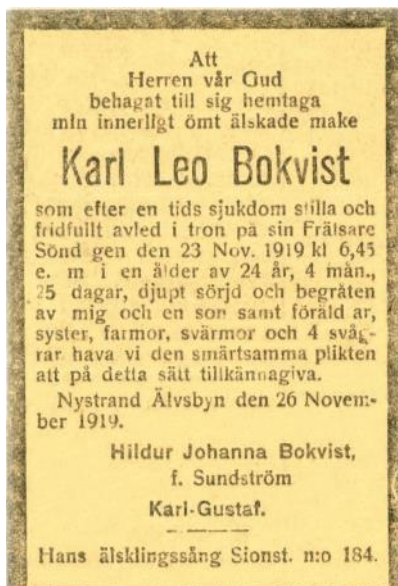 Att
Herren vår Gud
behagat till sig hemtaga
min innerligt ömt älskade make
Karl Leo Bokvist
som efter en tids sjukdom stilla och
fridfullt avled i tron på sin Frälsare
Sönd gen den 23 Nov. 1919 kl 6,45
e. m i en ålder av 24 år, 4 mån.,
25 dagar, djupt sörjd och begråten
av mig och en son samt föräld ar,
syster, farmor, svärmor och 4 svåg-
rar hava vi den smärtsamma plikten
att på detta sätt tillkännagiva.
Nystrand Älvsbyn den 26 Novem-
ber 1919.
Hildur Johanna Bokvist,
f. Sundström
Karl-Gustaf.
Hans älsklingssång Sionst. n:o 184.